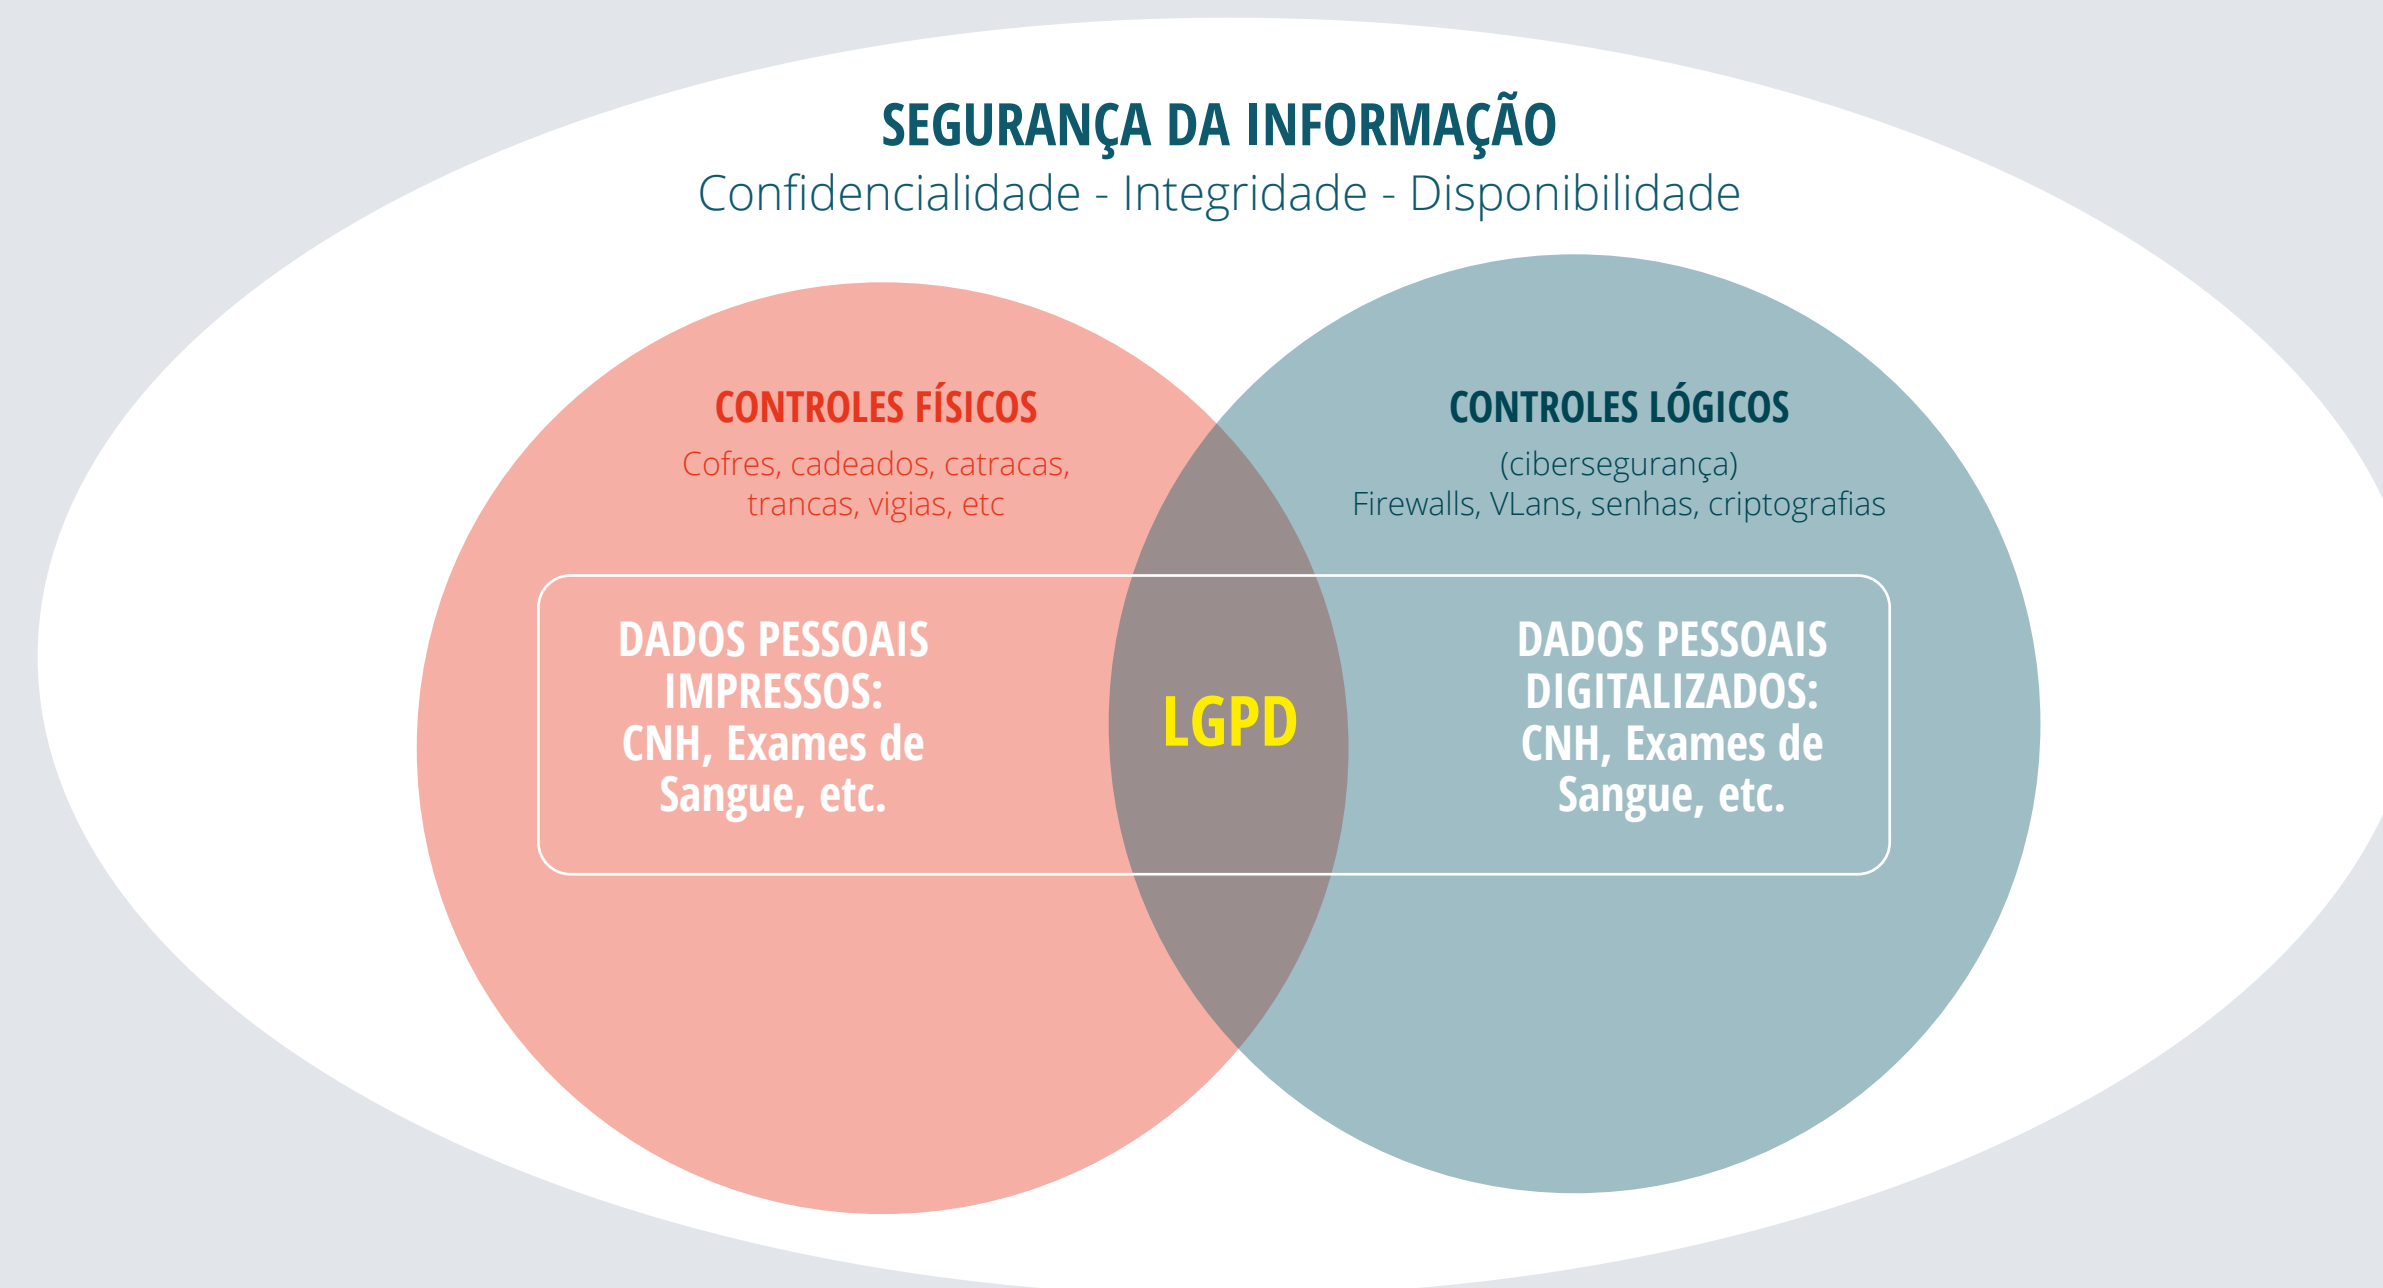 SEGURANÇA DA INFORMAÇÃO
Confidencialidade - Integridade - Disponibilidade
CONTROLES FÍSICOS
Cofres, cadeados, catracas,
trancas, vigias, etc
CONTROLES LÓGICOS
(cibersegurança)
Firewalls, VLans, senhas, criptografias
DADOS PESSOAIS
IMPRESSOS:
CNH, Exames de
Sangue, etc.
LGPD
DADOS PESSOAIS
DIGITALIZADOS:
CNH, Exames de
Sangue, etc.